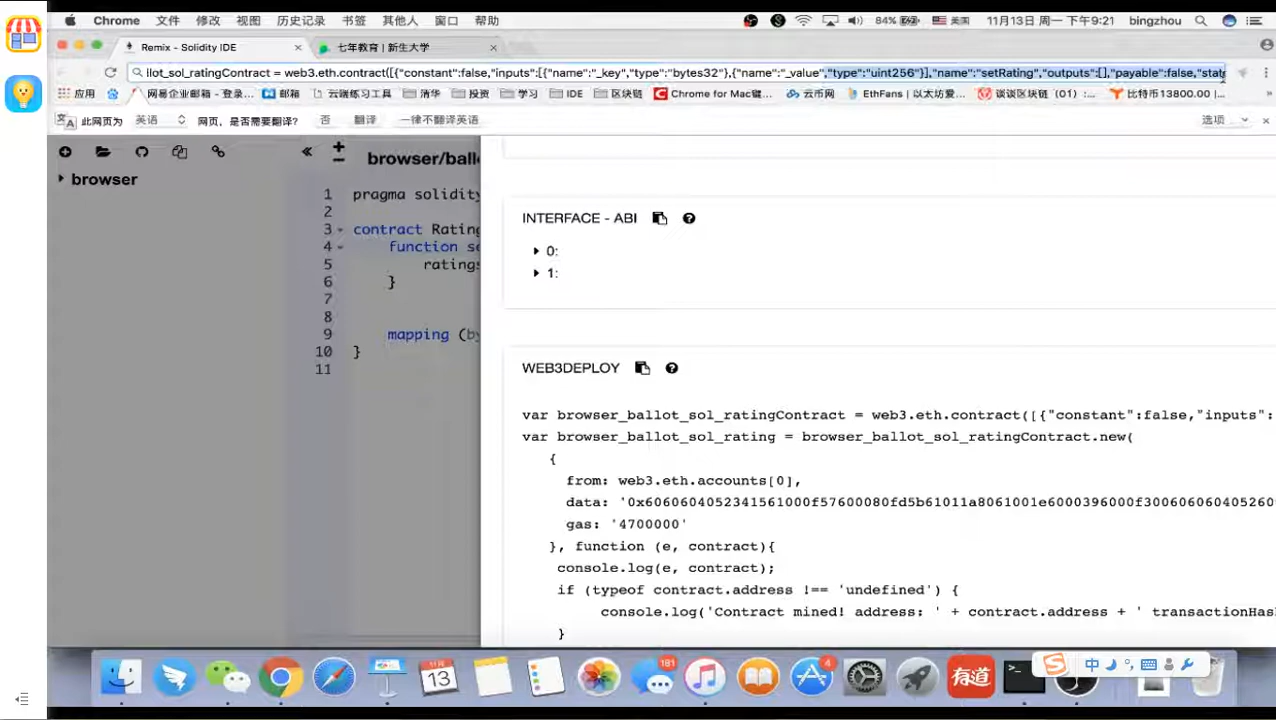 Chrome 文件 修改 视图 历史记录 书签 其他人 窗口 帮助 84% 美国 11月13日 周一 下午9:21 bingzhou
Remix - Solidity IDE 七年教育 | 新生大学
llot_sol_ratingContract = web3.eth.contract([{"constant":false,"inputs":[{"name":"_key","type":"bytes32"},{"name":"_value","type":"uint256"}],"name":"setRating","outputs":[],"payable":false,"stat
应用 网易企业邮箱 - 登录... 邮箱 云端练习工具 清华 投资 学习 IDE 区块链 Chrome for Mac键... 云币网 EthFans | 以太坊爱... 谈谈区块链（01）：... 比特币13800.00 |...
此网页为 英语 网页，是否需要翻译? 否 翻译 一律不翻译英语 选项
browser
browser/ball
1 pragma solidity
2
3 contract Rating
4 function se
5 ratings
6 }
7
8
9 mapping (by
10 }
11
INTERFACE - ABI
0:
1:
WEB3DEPLOY
var browser_ballot_sol_ratingContract = web3.eth.contract([{"constant":false,"inputs":
var browser_ballot_sol_rating = browser_ballot_sol_ratingContract.new(
{
from: web3.eth.accounts[0],
data: '0x6060604052341561000f57600080fd5b61011a8061001e6000396000f300606060405260
gas: '4700000'
}, function (e, contract){
console.log(e, contract);
if (typeof contract.address !== 'undefined') {
console.log('Contract mined! address: ' + contract.address + ' transactionHas
}
11月
13
181
4
有道
中